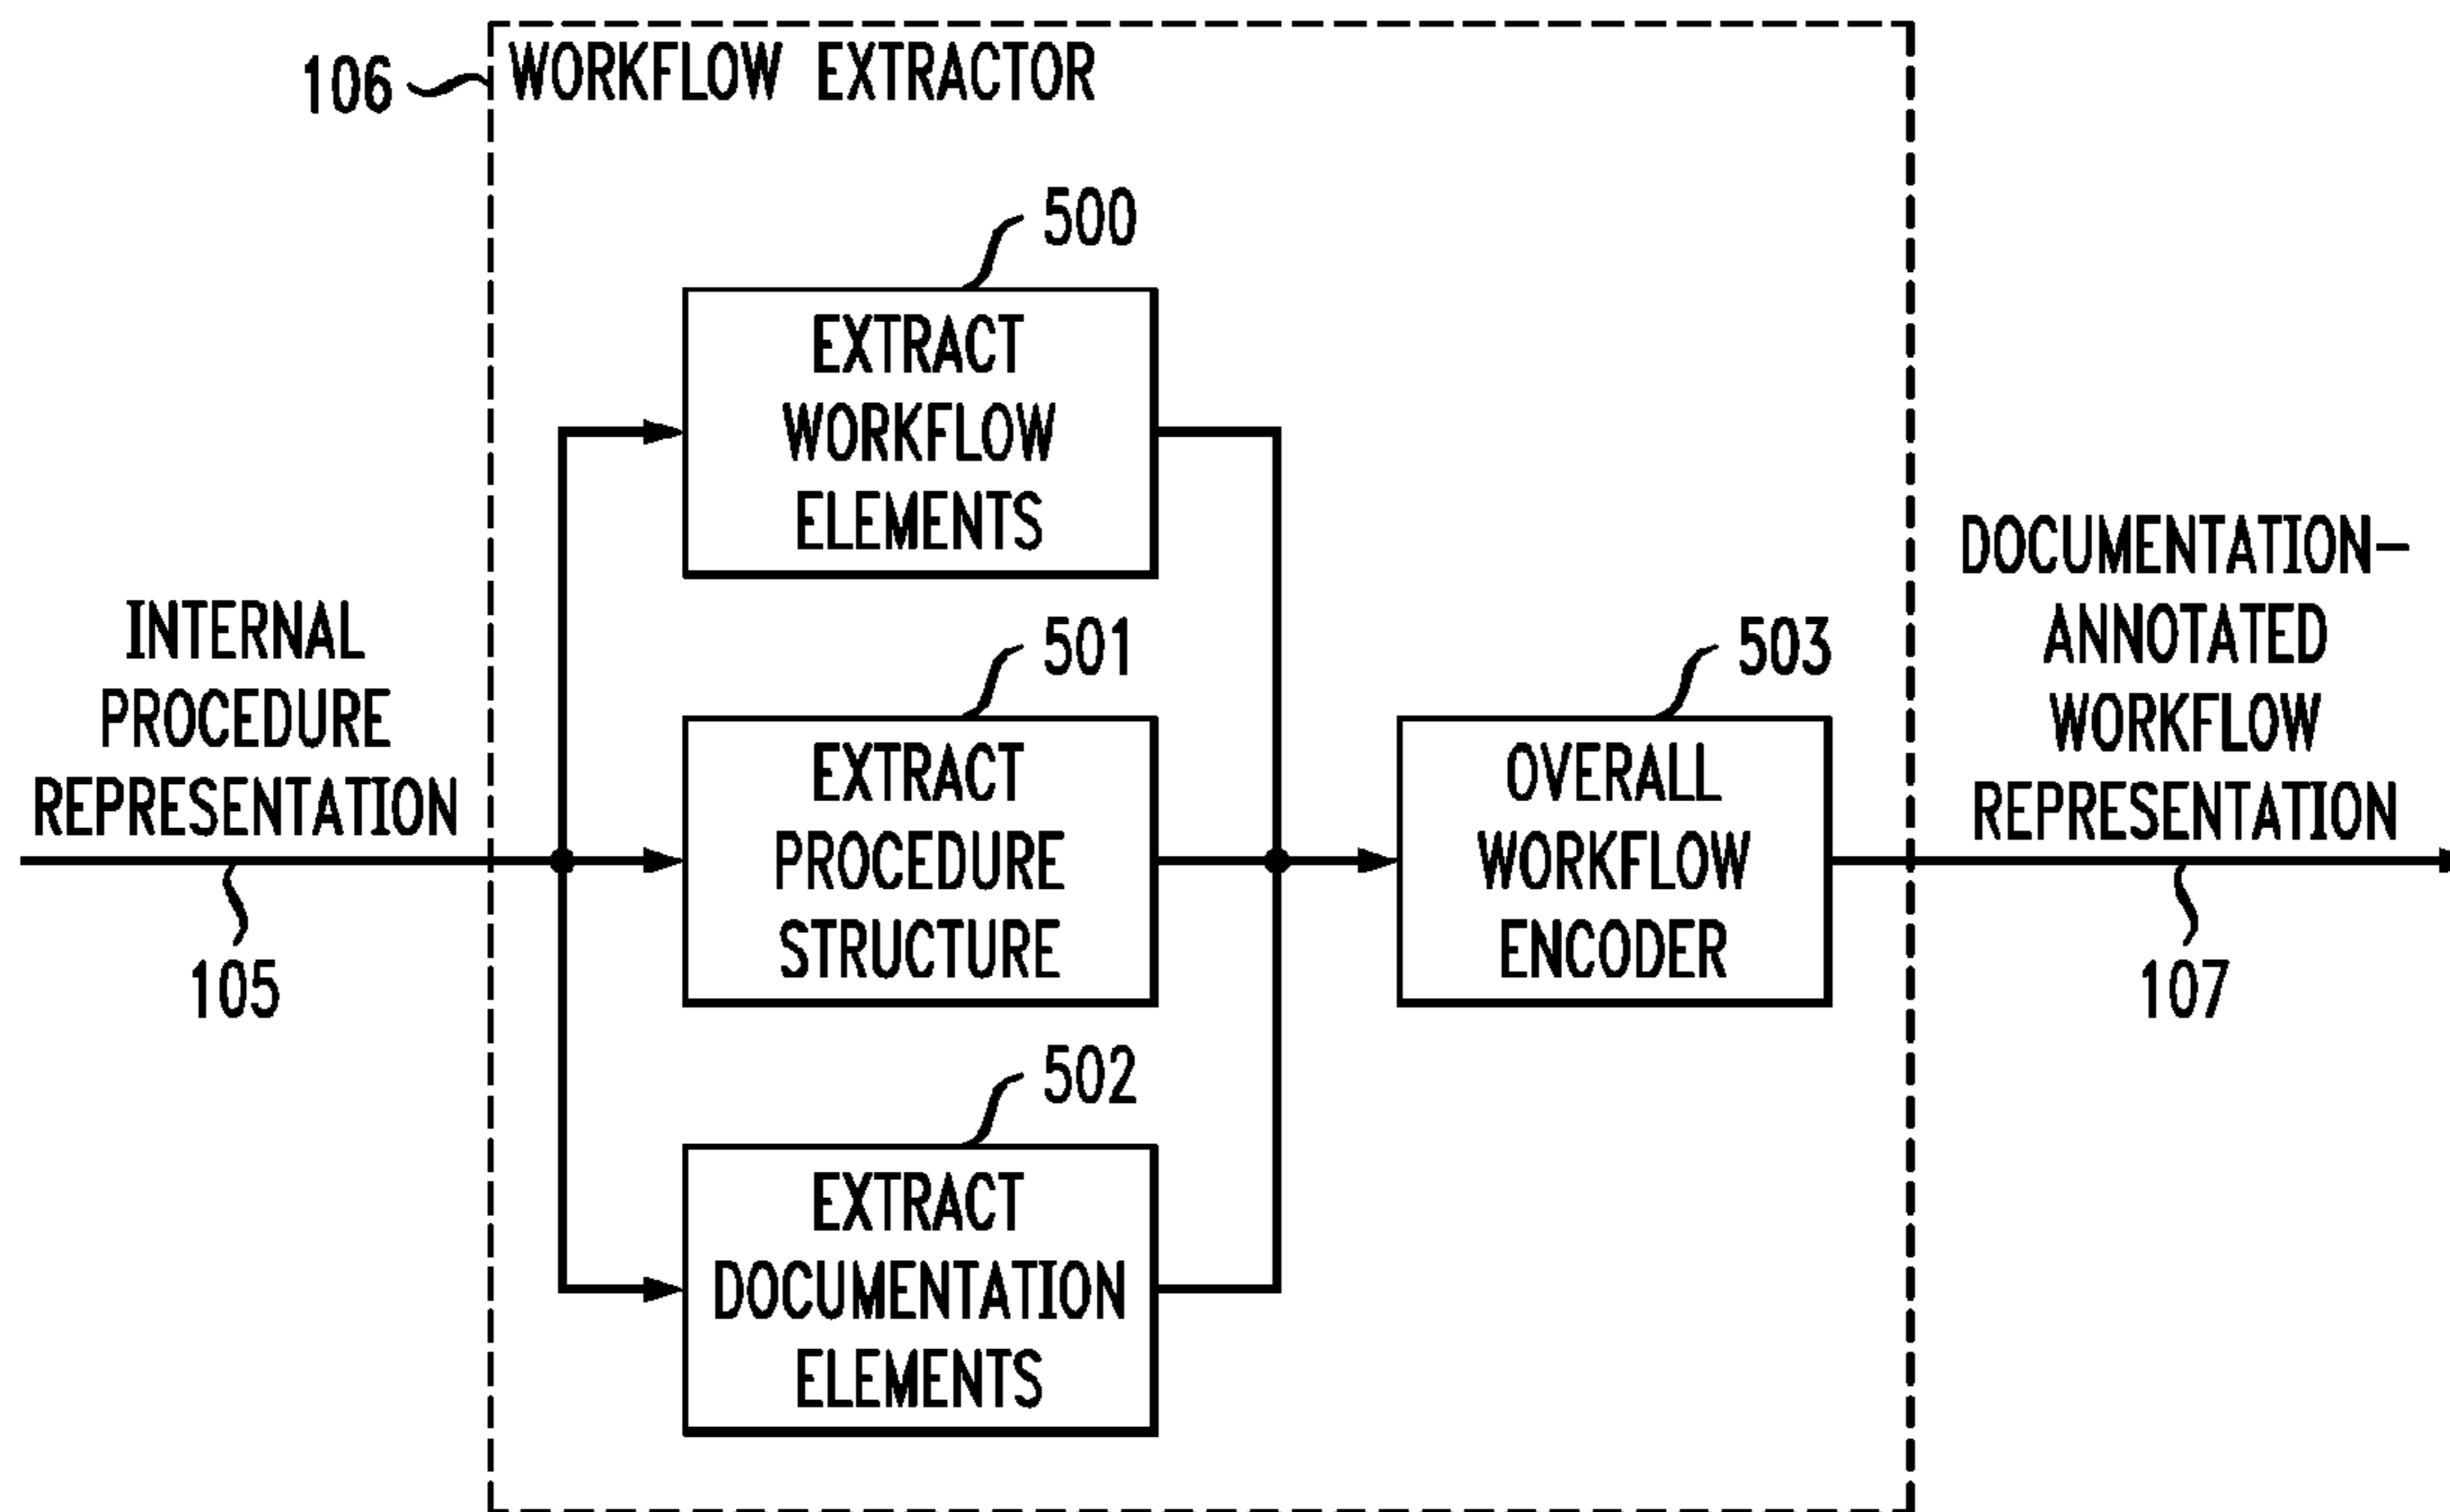 106
WORKFLOW EXTRACTOR
500
EXTRACT
WORKFLOW
ELEMENTS
INTERNAL
PROCEDURE
REPRESENTATION
105
501
EXTRACT
PROCEDURE
STRUCTURE
502
EXTRACT
DOCUMENTATION
ELEMENTS
503
OVERALL
WORKFLOW
ENCODER
DOCUMENTATION-
ANNOTATED
WORKFLOW
REPRESENTATION
107